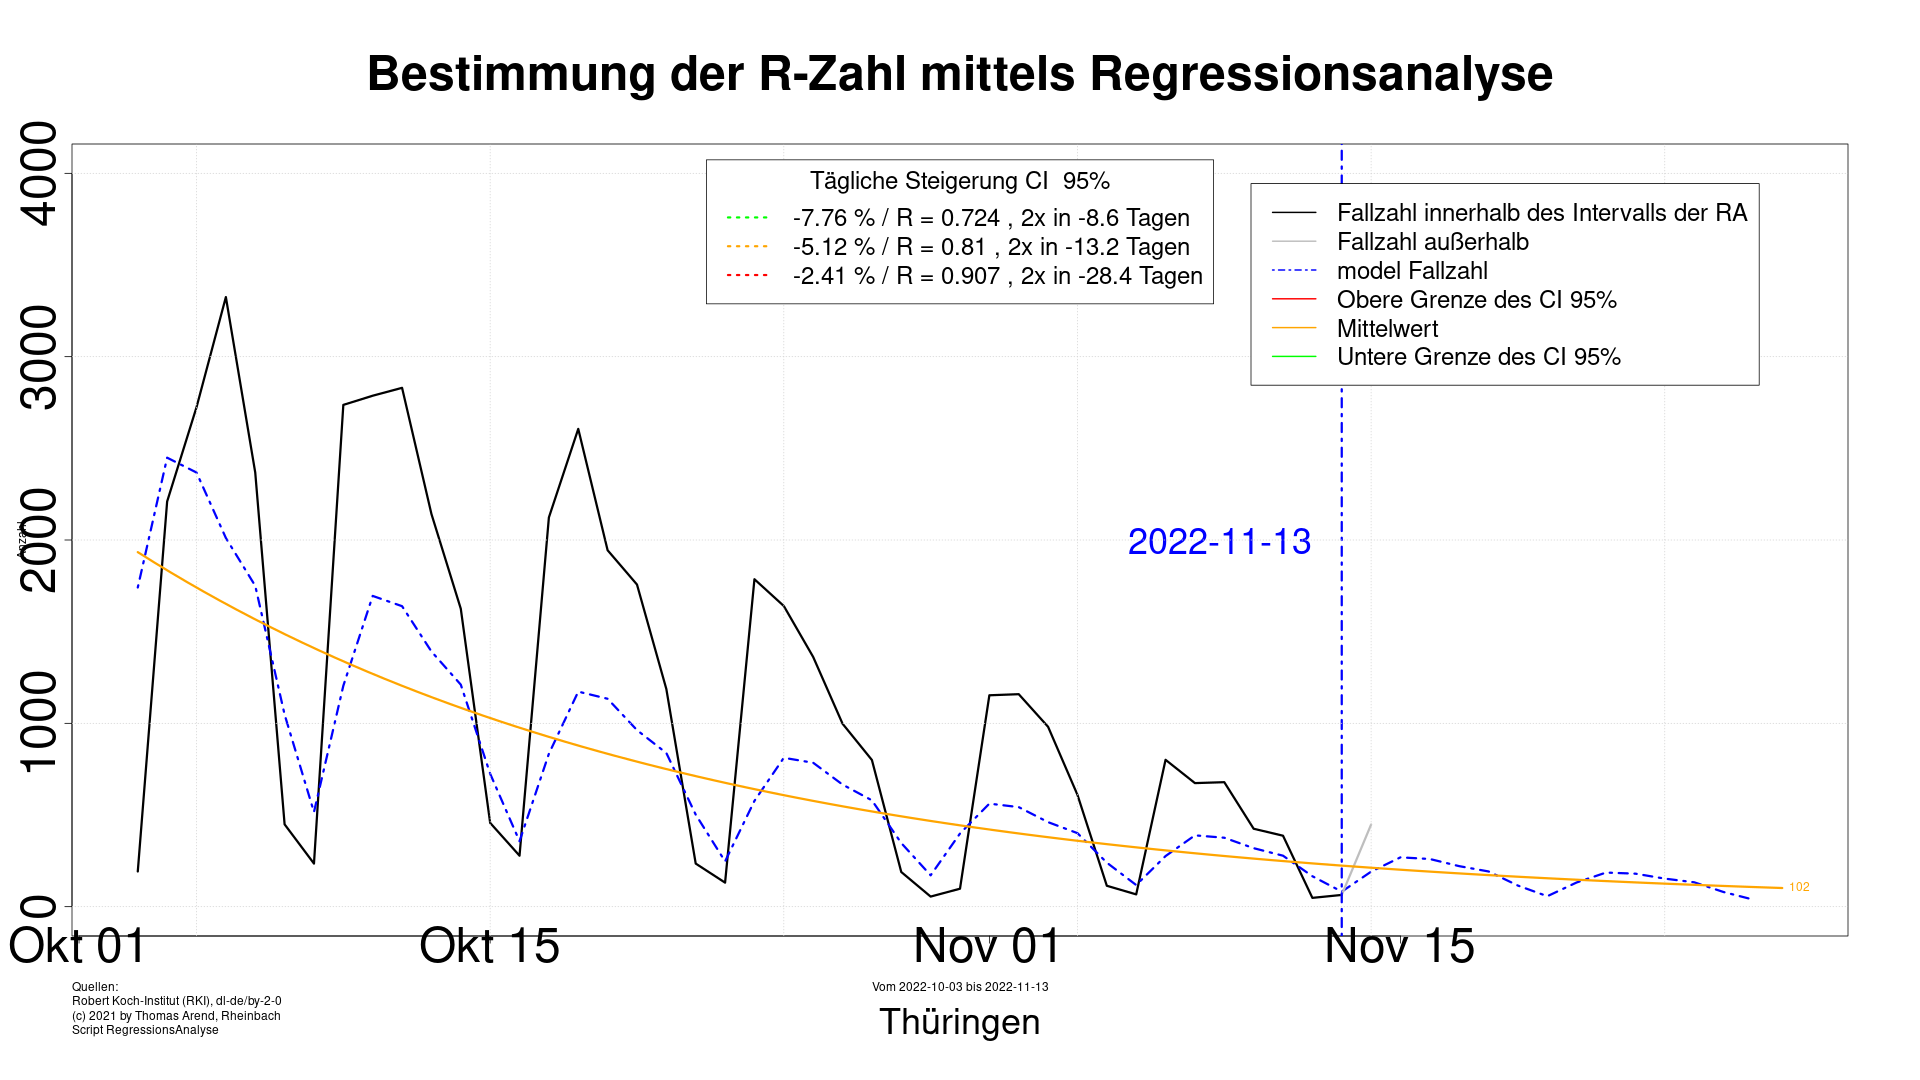 Bestimmung der R-Zahl mittels Regressionsanalyse
4000
3000
2000
1000
0
Anzahl
Tägliche Steigerung CI  95%
-7.76 % / R = 0.724 , 2x in -8.6 Tagen
-5.12 % / R = 0.81 , 2x in -13.2 Tagen
-2.41 % / R = 0.907 , 2x in -28.4 Tagen
Fallzahl innerhalb des Intervalls der RA
Fallzahl außerhalb
model Fallzahl
Obere Grenze des CI 95%
Mittelwert
Untere Grenze des CI 95%
2022-11-13
102
Okt 01
Okt 15
Nov 01
Nov 15
Quellen:
Robert Koch-Institut (RKI), dl-de/by-2-0
(c) 2021 by Thomas Arend, Rheinbach
Script RegressionsAnalyse
Vom 2022-10-03 bis 2022-11-13
Thüringen